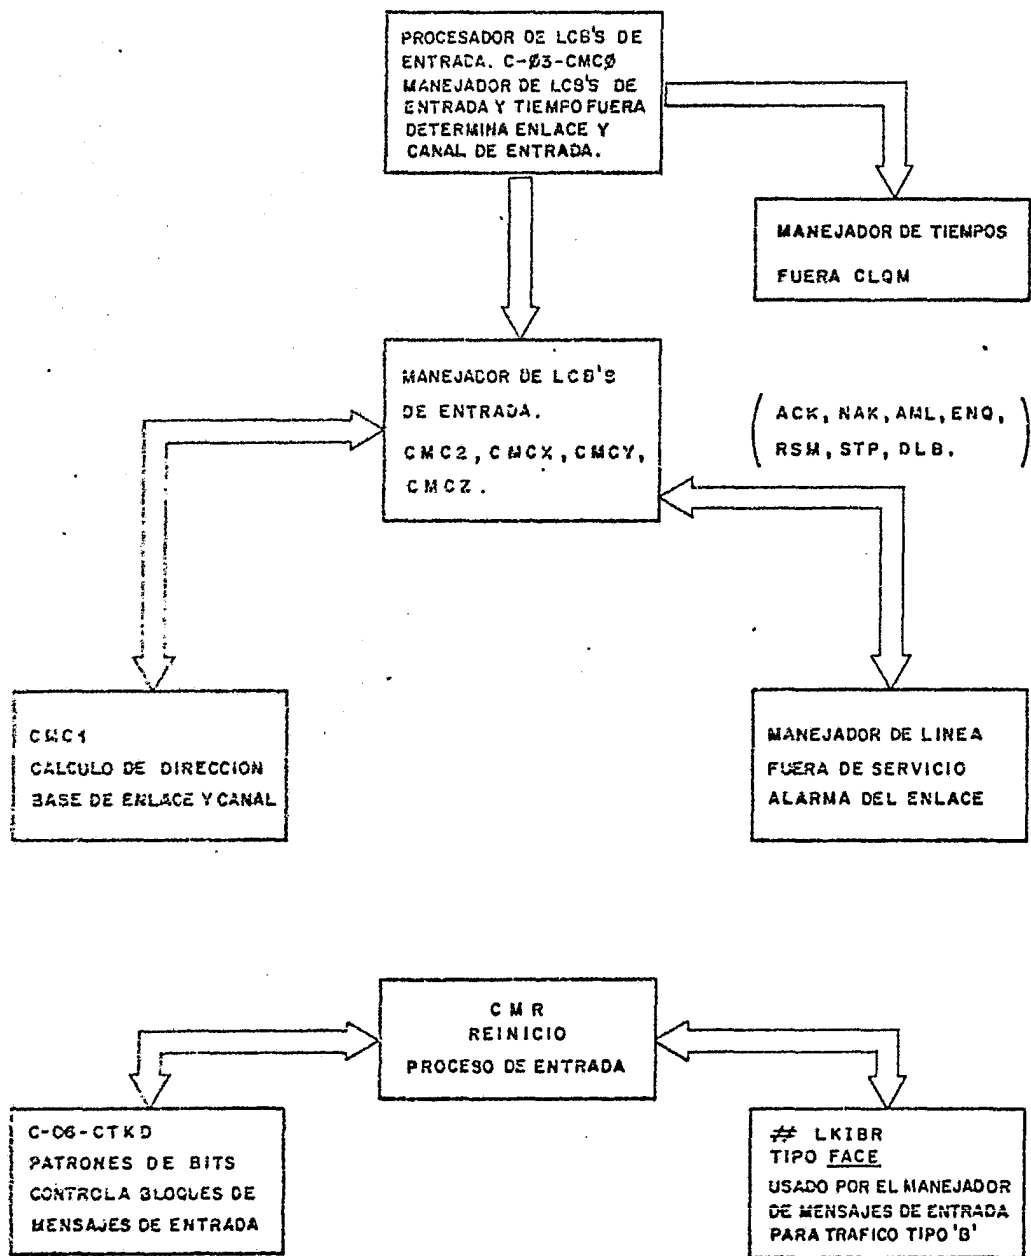 PROCESADOR DE LCB'S DE
ENTRADA. C-Ø3-CMCØ
MANEJADOR DE LCB'S DE
ENTRADA Y TIEMPO FUERA
DETERMINA ENLACE Y
CANAL DE ENTRADA.
MANEJADOR DE TIEMPOS
FUERA CLQM
MANEJADOR DE LCB'S
DE ENTRADA.
CMC2, CMCX, CMCY,
CMCZ.
( ACK, NAK, AML, ENQ,
RSM, STP, DLB. )
CMC1
CALCULO DE DIRECCION
BASE DE ENLACE Y CANAL
MANEJADOR DE LINEA
FUERA DE SERVICIO
ALARMA DEL ENLACE
CMR
REINICIO
PROCESO DE ENTRADA
C-06-CTKD
PATRONES DE BITS
CONTROLA BLOQUES DE
MENSAJES DE ENTRADA
## LKIBR
TIPO FACE
USADO POR EL MANEJADOR
DE MENSAJES DE ENTRADA
PARA TRAFICO TIPO 'B'